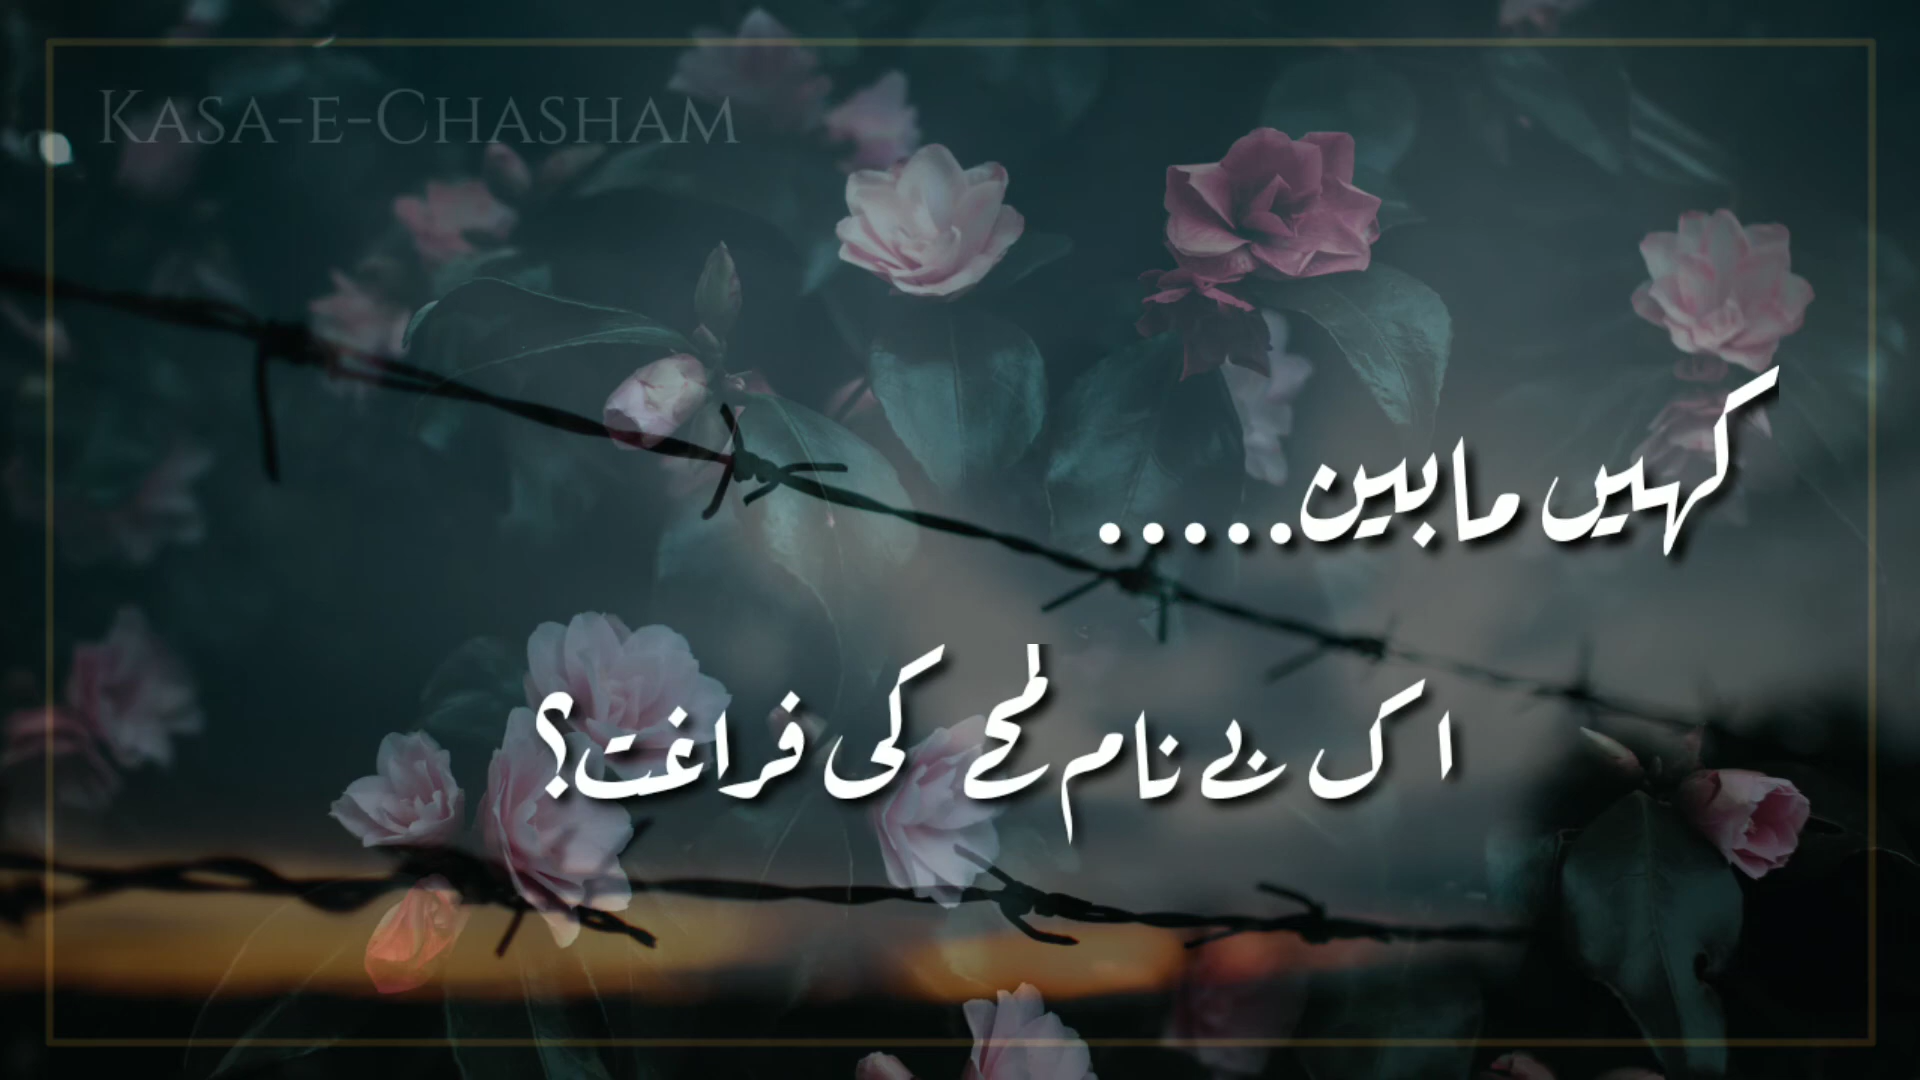 KASA-E-CHASHAM
کہیں مابین.....
اک بے نام لمحے کی فراغت؟